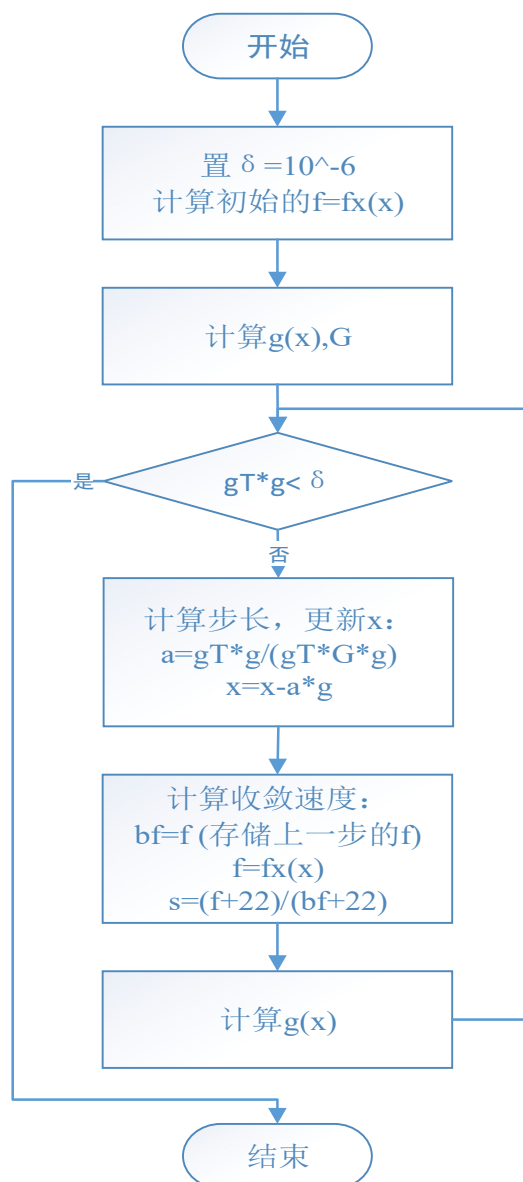 开始
置 δ =10^-6
计算初始的f=fx(x)
计算g(x),G
gT*g< δ
是
否
计算步长，更新x：
a=gT*g/(gT*G*g)
x=x-a*g
计算收敛速度：
bf=f (存储上一步的f)
f=fx(x)
s=(f+22)/(bf+22)
计算g(x)
结束